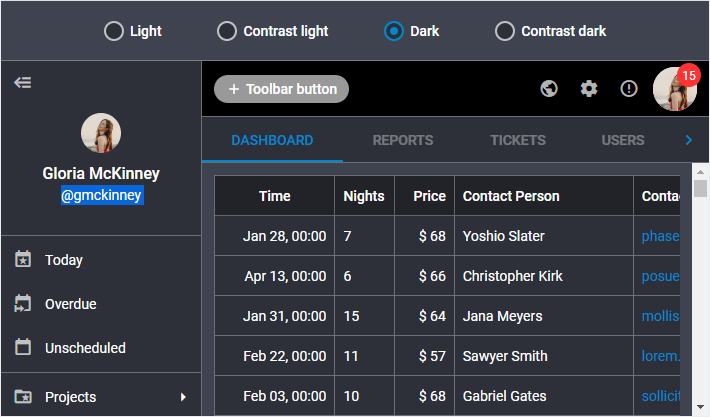 Light Contrast light Dark Contrast dark
+ Toolbar button 15
Gloria McKinney
@gmckinney
Today
Overdue
Unscheduled
Projects
DASHBOARD REPORTS TICKETS USERS
Time Nights Price Contact Person
Jan 28, 00:00 7 $ 68 Yoshio Slater phase
Apr 13, 00:00 6 $ 66 Christopher Kirk posue
Jan 31, 00:00 15 $ 64 Jana Meyers mollis
Feb 22, 00:00 11 $ 57 Sawyer Smith lorem.
Feb 03, 00:00 10 $ 68 Gabriel Gates sollicit